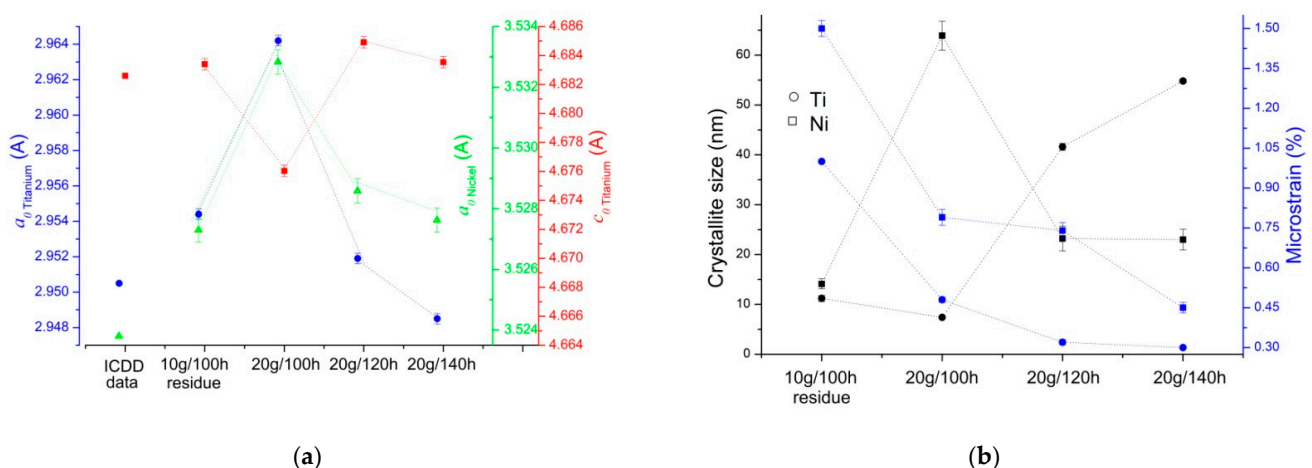 2.964
2.962
2.960
2.958
2.956
2.954
2.952
2.950
2.948
a0 Titanium (A)
ICDD data
10g/100h residue
20g/100h
20g/120h
20g/140h
3.534
3.532
3.530
3.528
3.526
3.524
a0 Nickel (A)
4.686
4.684
4.682
4.680
4.678
4.676
4.674
4.672
4.670
4.668
4.666
4.664
c0 Titanium (A)
(a)
60
50
40
30
20
10
0
Crystallite size (nm)
Ti
Ni
10g/100h residue
20g/100h
20g/120h
20g/140h
1.50
1.35
1.20
1.05
0.90
0.75
0.60
0.45
0.30
Microstrain (%)
(b)